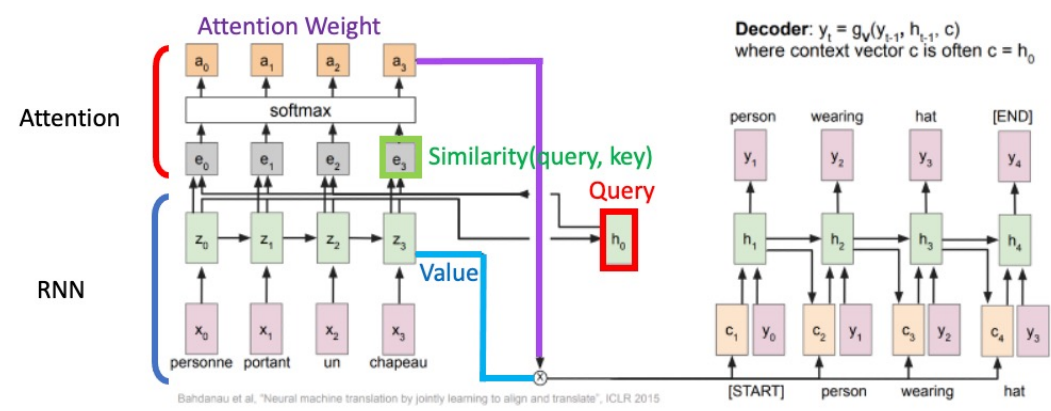 Attention Weight
a0 a1 a2 a3
softmax
Attention
e0 e1 e2 e3
Similarity(query, key)
Query
z0 z1 z2 z3
h0
Value
RNN
x0 x1 x2 x3
personne portant un chapeau
X
Bahdanau et al, "Neural machine translation by jointly learning to align and translate", ICLR 2015
Decoder: yt = gV(yt-1, ht-1, c)
where context vector c is often c = h0
person wearing hat [END]
y1 y2 y3 y4
h1 h2 h3 h4
c1 y0 c2 y1 c3 y2 c4 y3
[START] person wearing hat